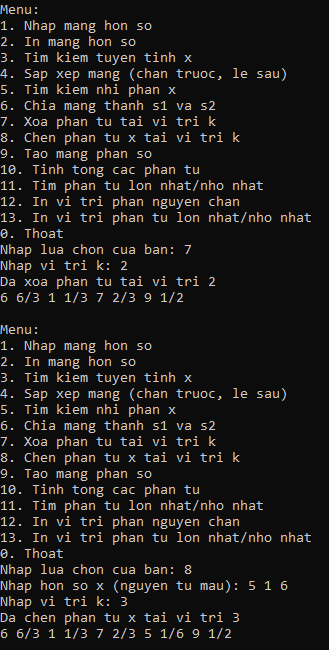 Menu:
1. Nhap mang hon so
2. In mang hon so
3. Tim kiem tuyen tinh x
4. Sap xep mang (chan truoc, le sau)
5. Tim kiem nhi phan x
6. Chia mang thanh s1 va s2
7. Xoa phan tu tai vi tri k
8. Chen phan tu x tai vi tri k
9. Tao mang phan so
10. Tinh tong cac phan tu
11. Tim phan tu lon nhat/nho nhat
12. In vi tri phan nguyen chan
13. In vi tri phan tu lon nhat/nho nhat
0. Thoat
Nhap lua chon cua ban: 7
Nhap vi tri k: 2
Da xoa phan tu tai vi tri 2
6 6/3 1 1/3 7 2/3 9 1/2
Menu:
1. Nhap mang hon so
2. In mang hon so
3. Tim kiem tuyen tinh x
4. Sap xep mang (chan truoc, le sau)
5. Tim kiem nhi phan x
6. Chia mang thanh s1 va s2
7. Xoa phan tu tai vi tri k
8. Chen phan tu x tai vi tri k
9. Tao mang phan so
10. Tinh tong cac phan tu
11. Tim phan tu lon nhat/nho nhat
12. In vi tri phan nguyen chan
13. In vi tri phan tu lon nhat/nho nhat
0. Thoat
Nhap lua chon cua ban: 8
Nhap hon so x (nguyen tu mau): 5 1 6
Nhap vi tri k: 3
Da chen phan tu x tai vi tri 3
6 6/3 1 1/3 7 2/3 5 1/6 9 1/2